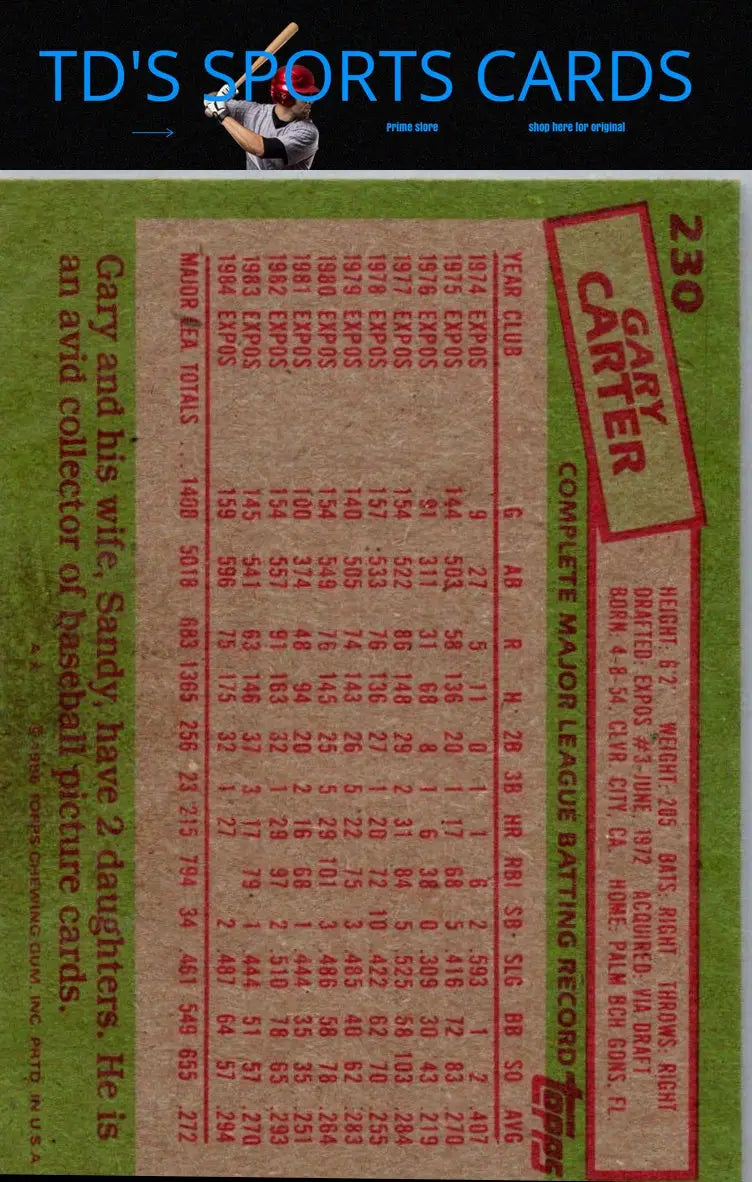 TD'S SPORTS CARDS
Prime store
shop here for original
230
GARY
CARTER
HEIGHT: 6'2" WEIGHT: 205 BATS: RIGHT THROWS: RIGHT
DRAFTED: EXPOS #3-JUNE, 1972 ACQUIRED: VIA DRAFT
BORN: 4-8-54, CLVR. CITY, CA. HOME: PALM BCH GDNS, FL.
COMPLETE MAJOR LEAGUE BATTING RECORD
topps
YEAR CLUB G AB R H 2B 3B HR RBI SB SLG BB SO AVG
1974 EXPOS 9 27 5 11 0 1 1 6 2 .593 1 2 .407
1975 EXPOS 144 503 58 136 20 1 17 68 5 .416 72 83 .270
1976 EXPOS 91 311 31 68 8 1 6 38 0 .309 30 43 .219
1977 EXPOS 154 522 86 148 29 2 31 84 5 .525 58 103 .284
1978 EXPOS 157 533 76 136 27 1 20 72 10 .422 62 70 .255
1979 EXPOS 140 505 74 143 26 5 22 75 3 .485 40 62 .283
1980 EXPOS 154 549 76 145 25 5 29 101 3 .486 58 78 .264
1981 EXPOS 100 374 48 94 20 2 16 68 1 .444 35 35 .251
1982 EXPOS 154 557 91 163 32 1 29 97 2 .510 78 65 .293
1983 EXPOS 145 541 63 146 37 3 17 79 1 .444 51 57 .270
1984 EXPOS 159 596 75 175 32 1 27 2 .487 64 57 .294
MAJOR LEA. TOTALS ... 1408 5018 683 1365 256 23 215 794 34 .461 549 655 .272
Gary and his wife, Sandy, have 2 daughters. He is
an avid collector of baseball picture cards.
TOPPS CHEWING GUM, INC. PRTD. IN U.S.A.